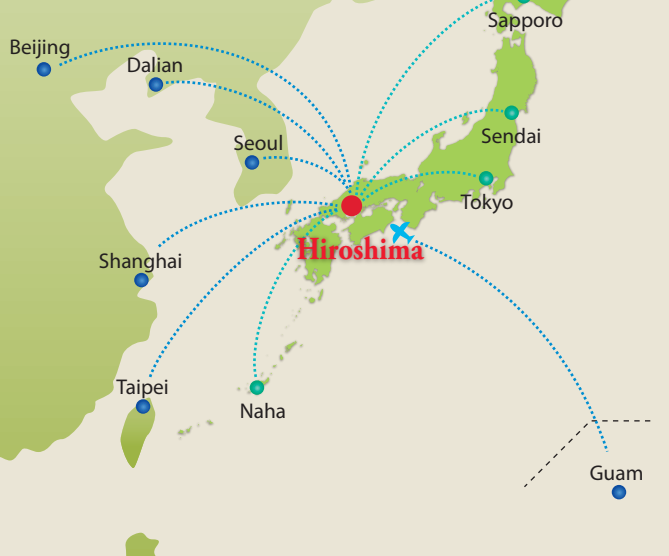 Sapporo
Beijing
Dalian
Sendai
Seoul
Tokyo
Hiroshima
Shanghai
Taipei
Naha
Guam